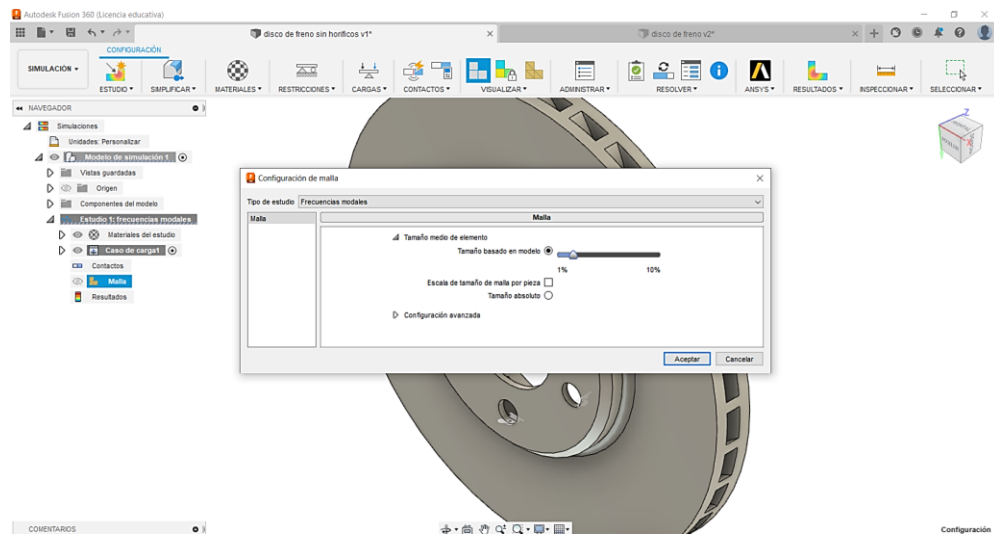 Autodesk Fusion 360 (Licencia educativa)
disco de freno sin horificos v1*
disco de freno v2*
CONFIGURACIÓN
SIMULACIÓN
ESTUDIO
SIMPLIFICAR
MATERIALES
RESTRICCIONES
CARGAS
CONTACTOS
VISUALIZAR
ADMINISTRAR
RESOLVER
ANSYS
RESULTADOS
INSPECCIONAR
SELECCIONAR
NAVEGADOR
Simulaciones
Unidades: Personalizar
Modelo de simulación 1
Vistas guardadas
Origen
Componentes del modelo
Estudio 1: frecuencias modales
Materiales del estudio
Caso de carga1
Contactos
Malla
Resultados
Configuración de malla
Tipo de estudio Frecuencias modales
Malla
Malla
Tamaño medio de elemento
Tamaño basado en modelo
1% 10%
Escala de tamaño de malla por pieza
Tamaño absoluto
Configuración avanzada
Aceptar Cancelar
COMENTARIOS
Configuración